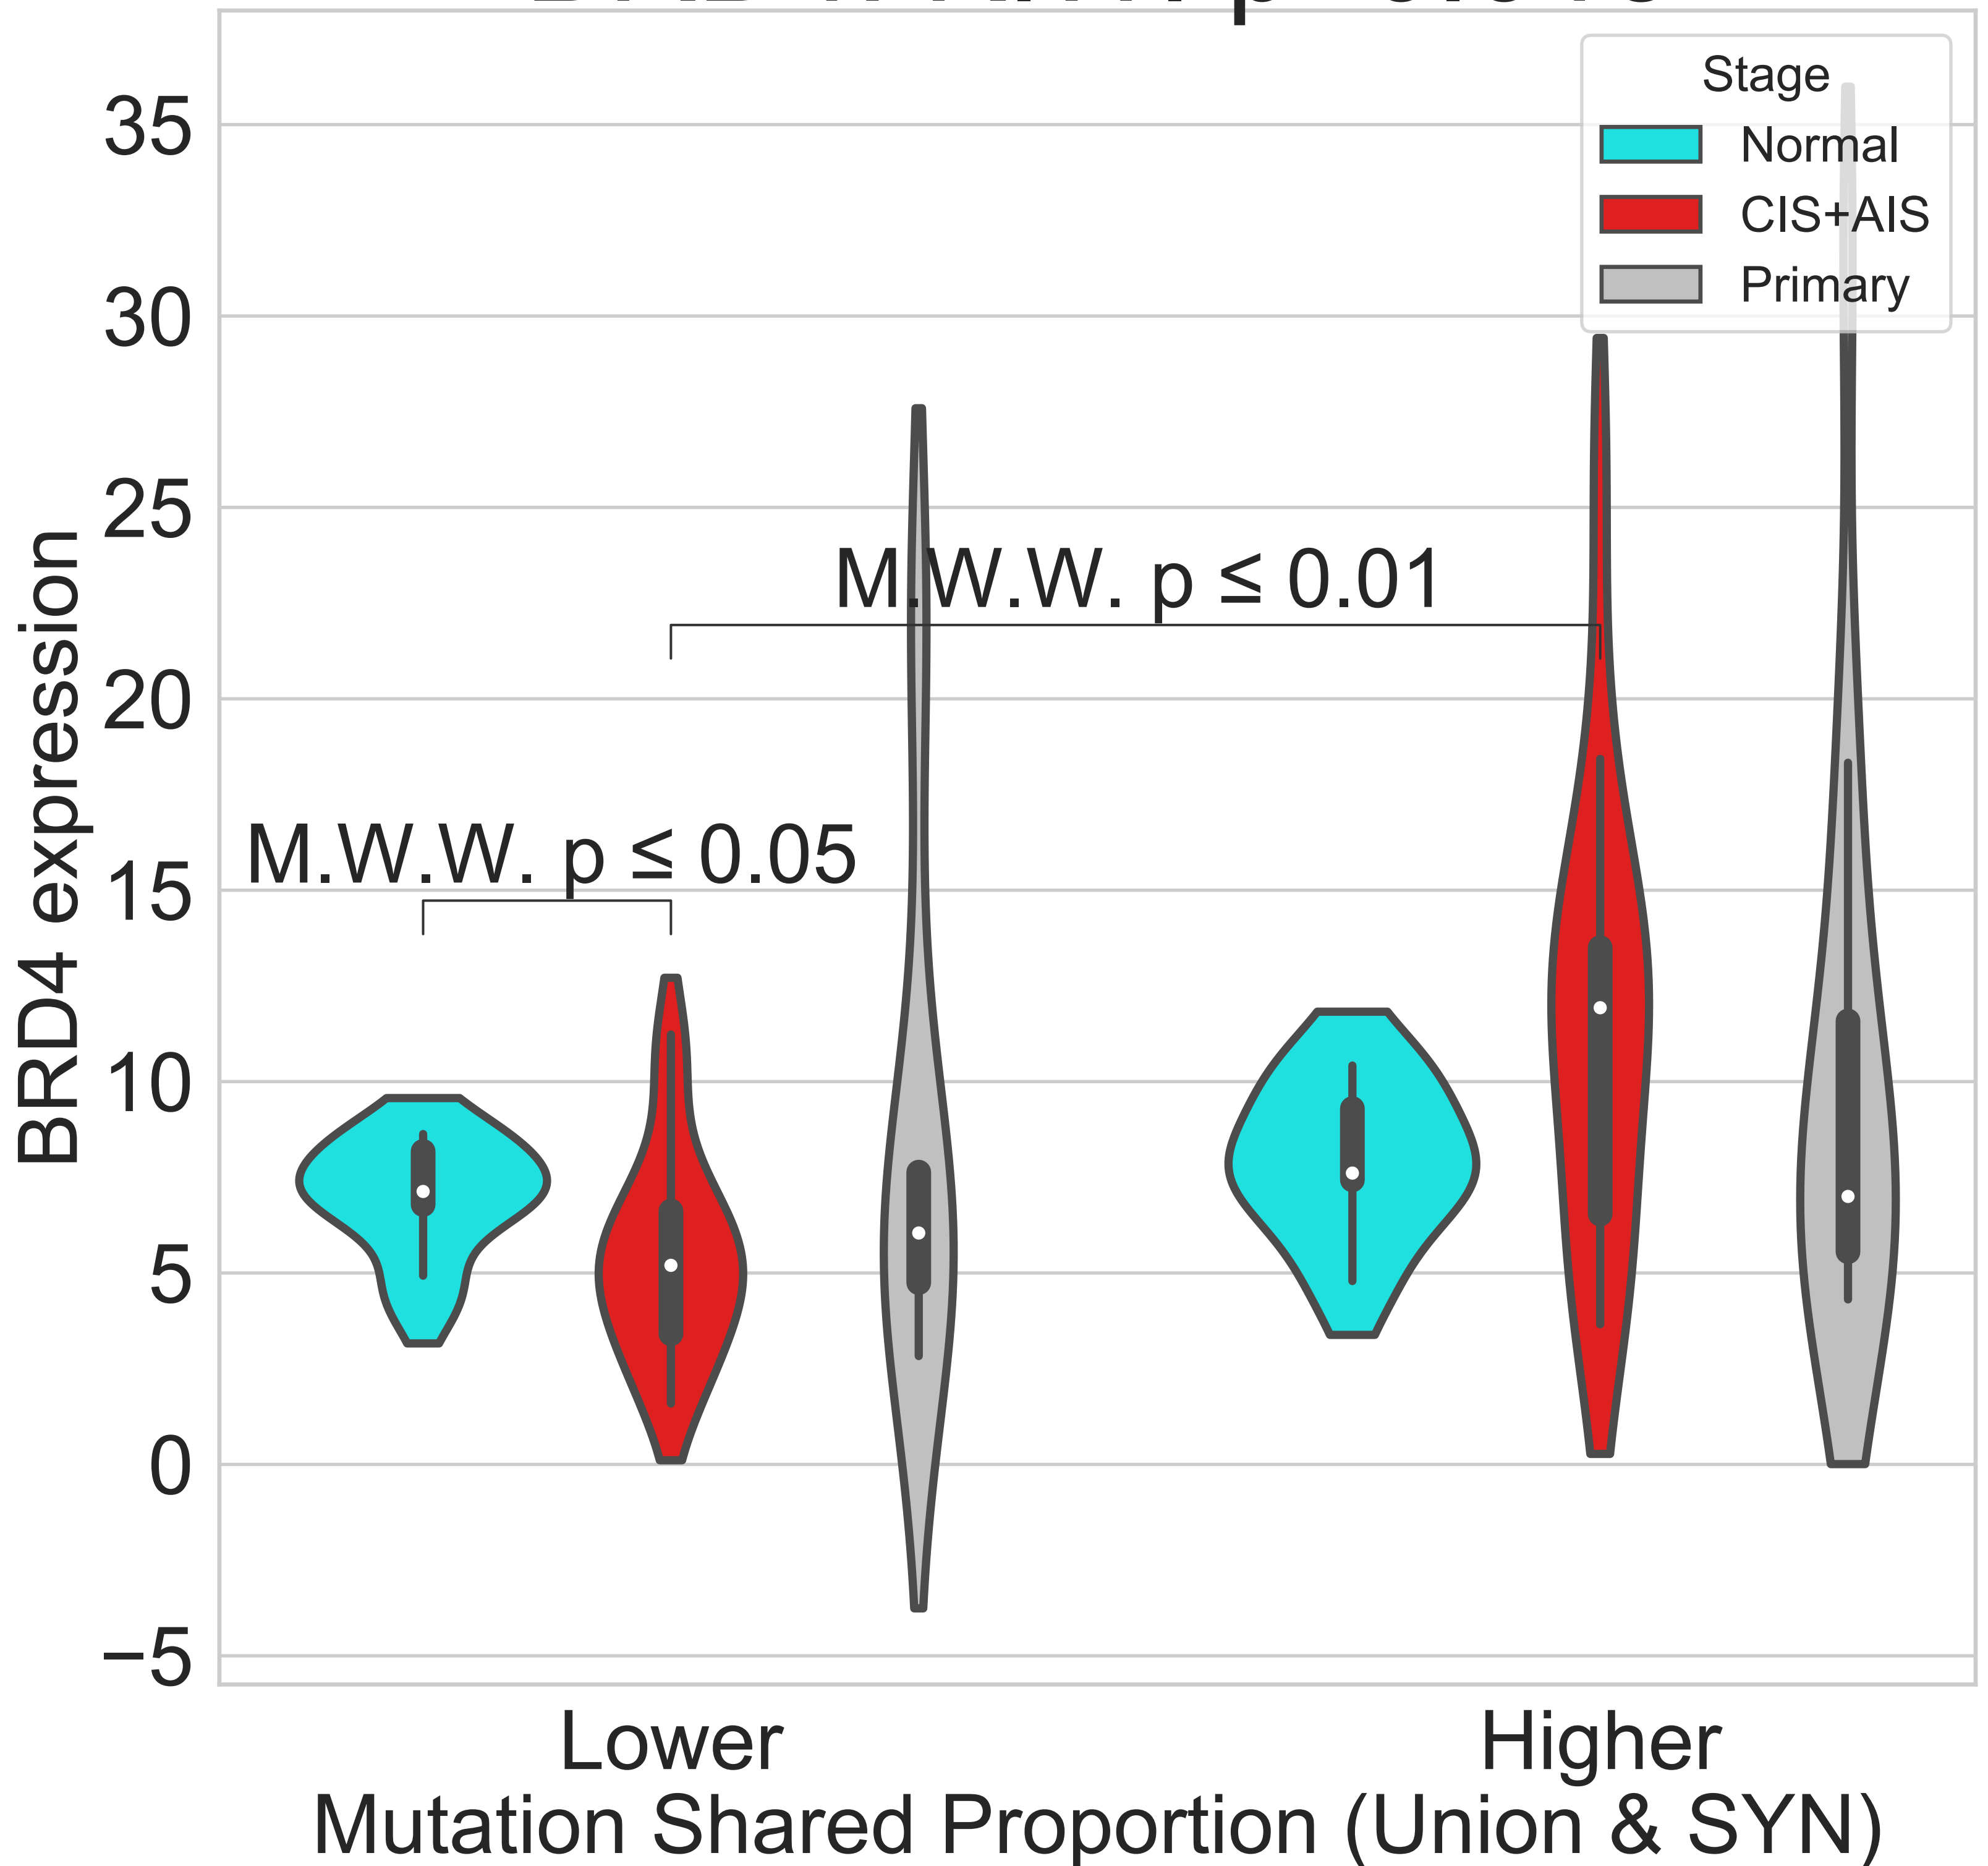 Stage
Normal
CIS+AIS
Primary
35
30
25
20
15
10
5
0
−5
BRD4 expression
M.W.W. p ≤ 0.01
M.W.W. p ≤ 0.05
Lower
Higher
Mutation Shared Proportion (Union & SYN)